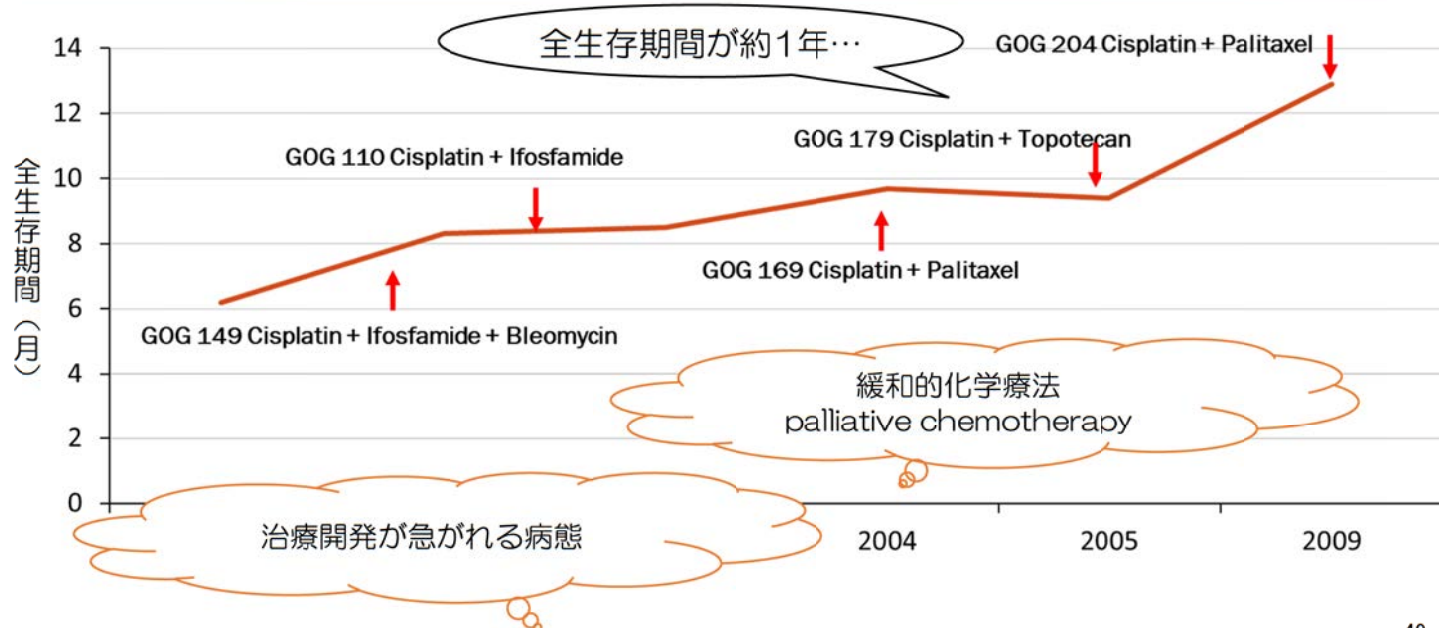 全生存期間が約１年…
GOG 204 Cisplatin + Palitaxel
GOG 179 Cisplatin + Topotecan
GOG 110 Cisplatin + Ifosfamide
GOG 169 Cisplatin + Palitaxel
GOG 149 Cisplatin + Ifosfamide + Bleomycin
全生存期間（月）
14
12
10
8
6
4
2
0
緩和的化学療法
palliative chemotherapy
治療開発が急がれる病態
2004
2005
2009